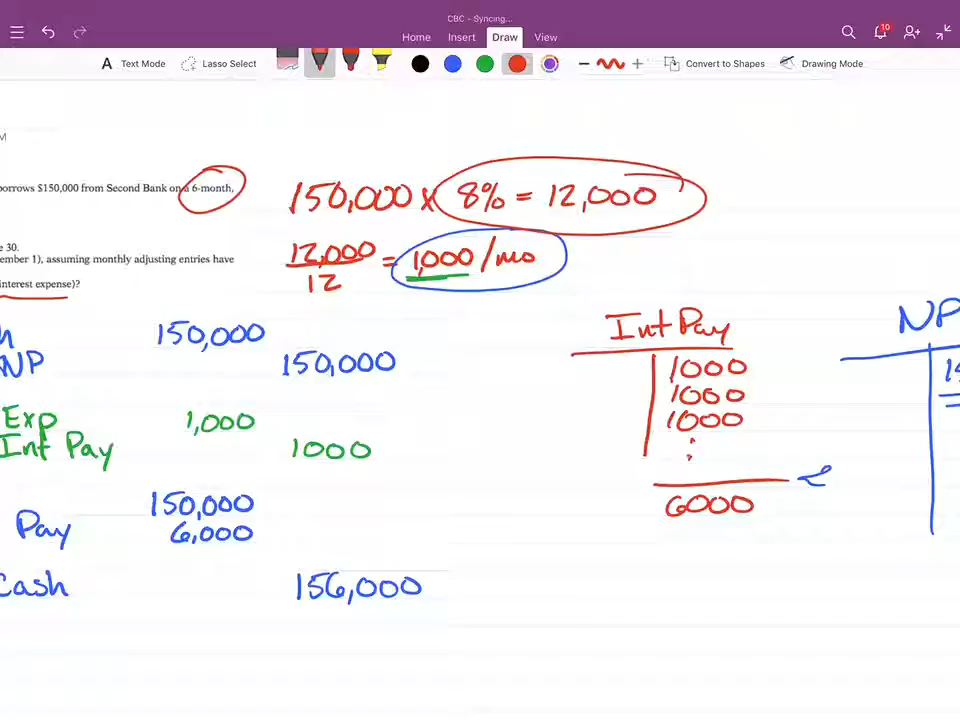 CBC - Syncing...
Home Insert Draw View
10
A Text Mode Lasso Select Convert to Shapes Drawing Mode
M
borrows $150,000 from Second Bank on a 6-month,
150,000 x 8% = 12,000
e 30.
ember 1), assuming monthly adjusting entries have
interest expense)?
12,000
12
= 1,000 /mo
150,000
NP 150,000
Exp 1,000
Int Pay 1000
150,000
Pay 6,000
Cash 156,000
Int Pay
1000
1000
1000
6000
NP